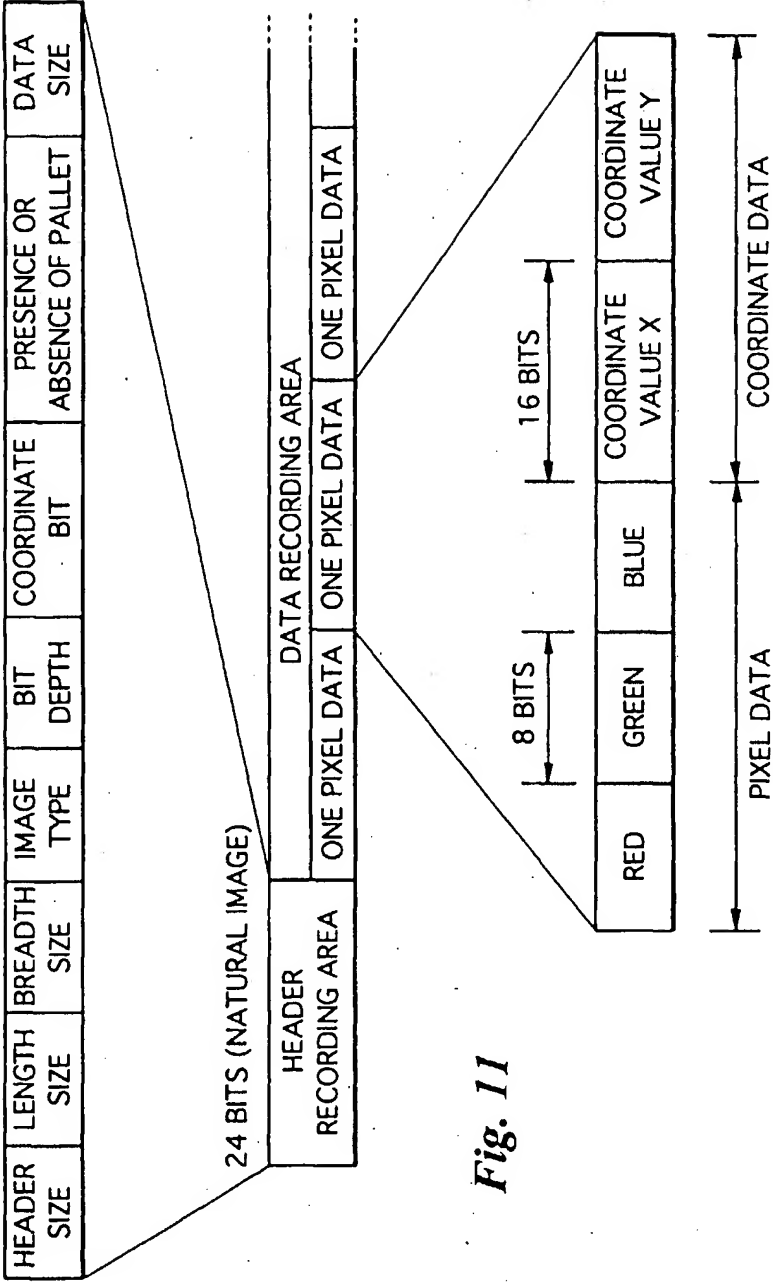 HEADER
SIZE
LENGTH
SIZE
BREADTH
SIZE
IMAGE
TYPE
BIT
DEPTH
COORDINATE
BIT
PRESENCE OR
ABSENCE OF PALLET
DATA
SIZE
24 BITS (NATURAL IMAGE)
HEADER
RECORDING AREA
DATA RECORDING AREA
ONE PIXEL DATA
ONE PIXEL DATA
ONE PIXEL DATA
8 BITS
16 BITS
RED
GREEN
BLUE
COORDINATE
VALUE X
COORDINATE
VALUE Y
PIXEL DATA
COORDINATE DATA
Fig. 11